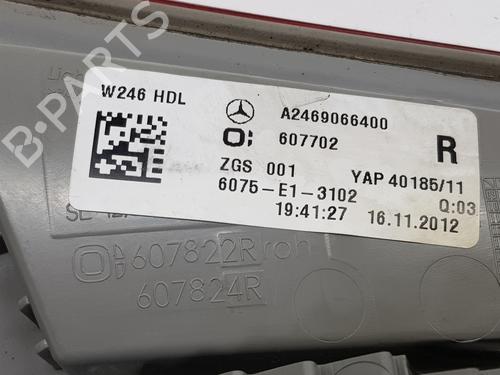 B-PARTS
W246 HDL
A2469066400
607702
R
ZGS 001
YAP 40185/11
6075-E1-3102
Q:03
19:41:27 16.11.2012
607822R roh
607824R